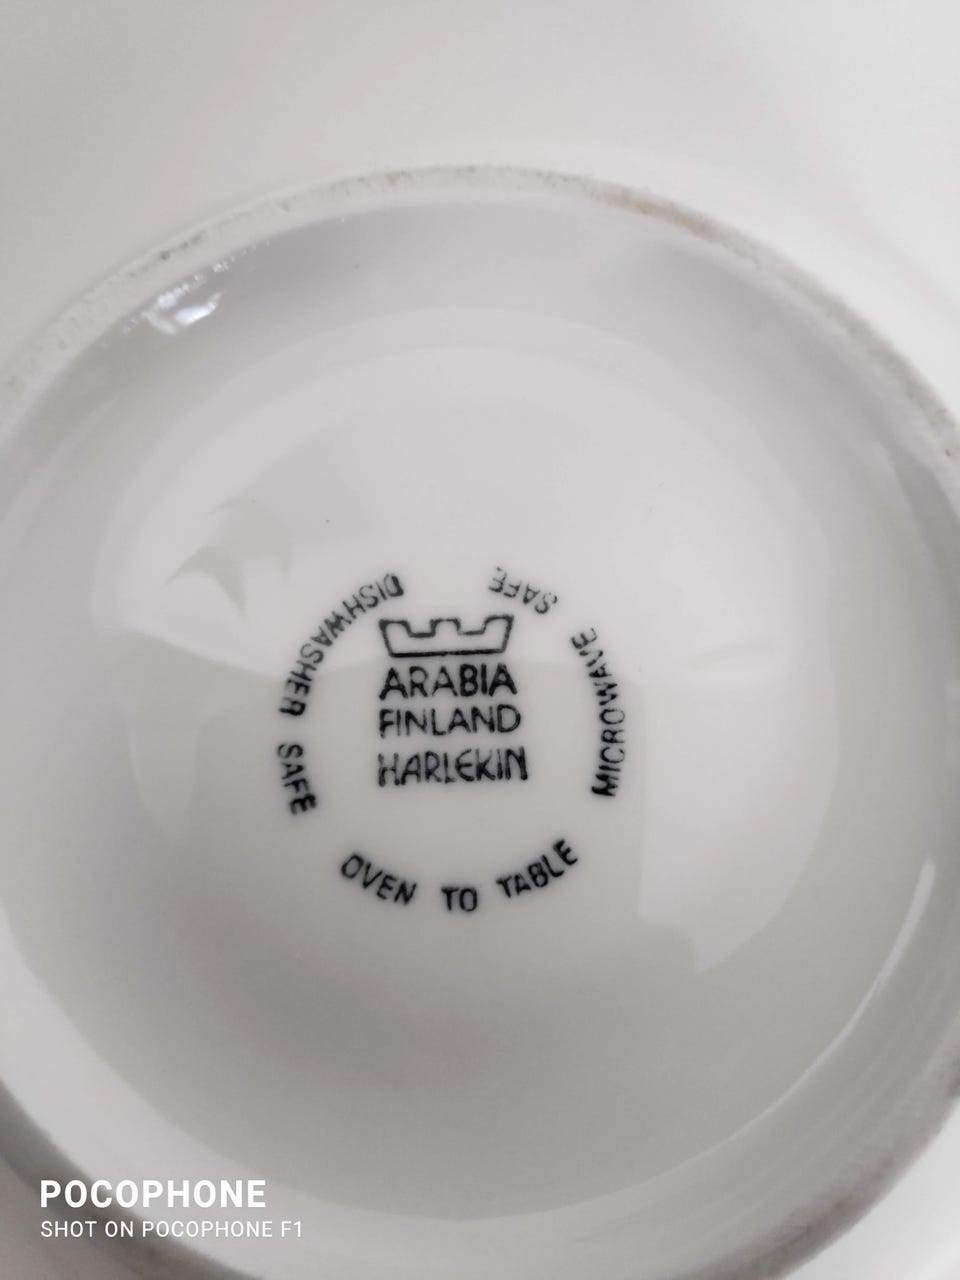 ARABIA
FINLAND
HARLEKIN
DISHWASHER SAFE
OVEN TO TABLE
MICROWAVE SAFE
POCOPHONE
SHOT ON POCOPHONE F1